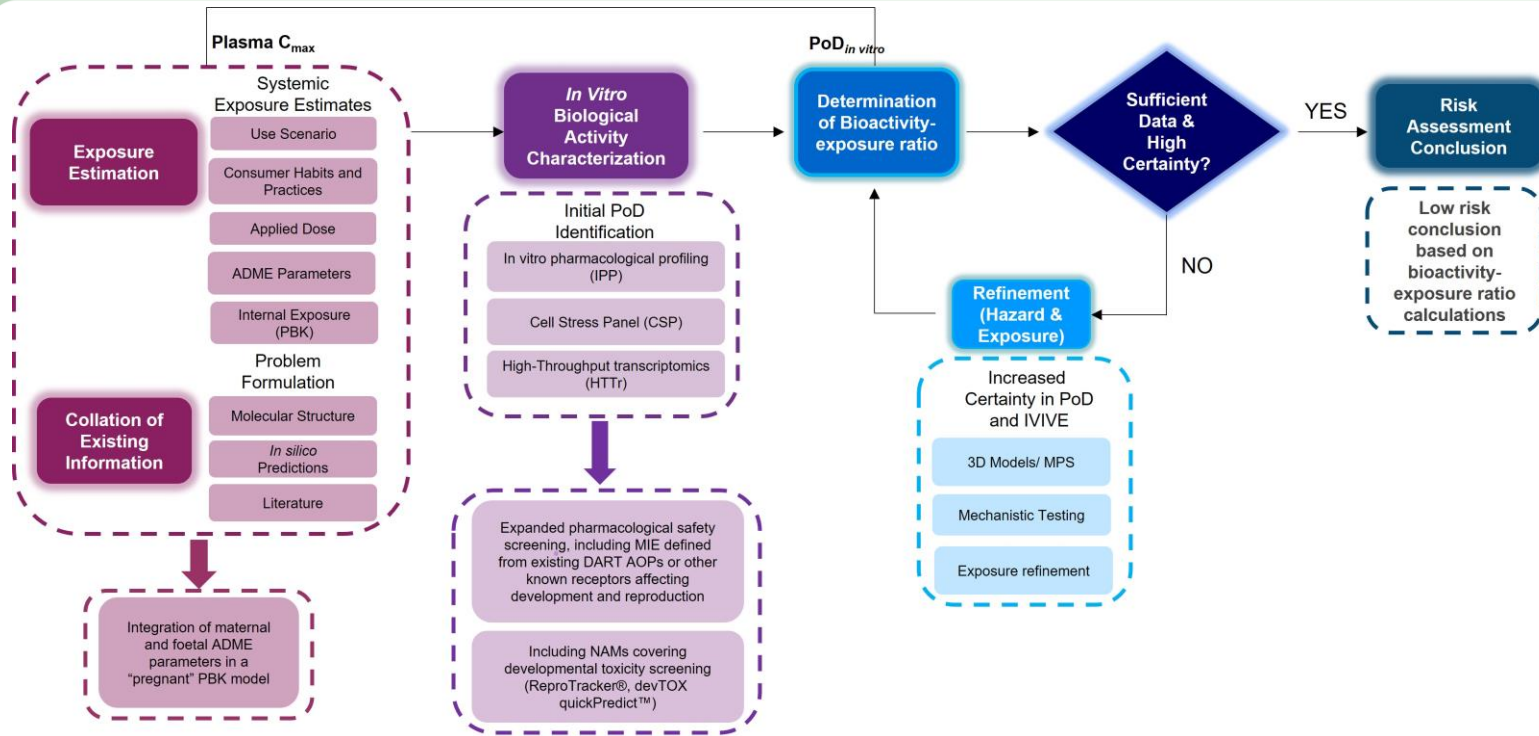 Plasma Cmax
PoDin vitro
Systemic
Exposure Estimates
Exposure
Estimation
Use Scenario
Consumer Habits and
Practices
Applied Dose
ADME Parameters
Internal Exposure
(PBK)
Problem
Formulation
Collation of
Existing
Information
Molecular Structure
In silico
Predictions
Literature
Integration of maternal
and foetal ADME
parameters in a
“pregnant” PBK model
In Vitro
Biological
Activity
Characterization
Initial PoD
Identification
In vitro pharmacological profiling
(IPP)
Cell Stress Panel (CSP)
High-Throughput transcriptomics
(HTTr)
Expanded pharmacological safety
screening, including MIE defined
from existing DART AOPs or other
known receptors affecting
development and reproduction
Including NAMs covering
developmental toxicity screening
(ReproTracker®, devTOX
quickPredict™)
Determination
of Bioactivity-
exposure ratio
Sufficient
Data &
High
Certainty?
YES
NO
Refinement
(Hazard &
Exposure)
Increased
Certainty in PoD
and IVIVE
3D Models/ MPS
Mechanistic Testing
Exposure refinement
Risk
Assessment
Conclusion
Low risk
conclusion
based on
bioactivity-
exposure ratio
calculations